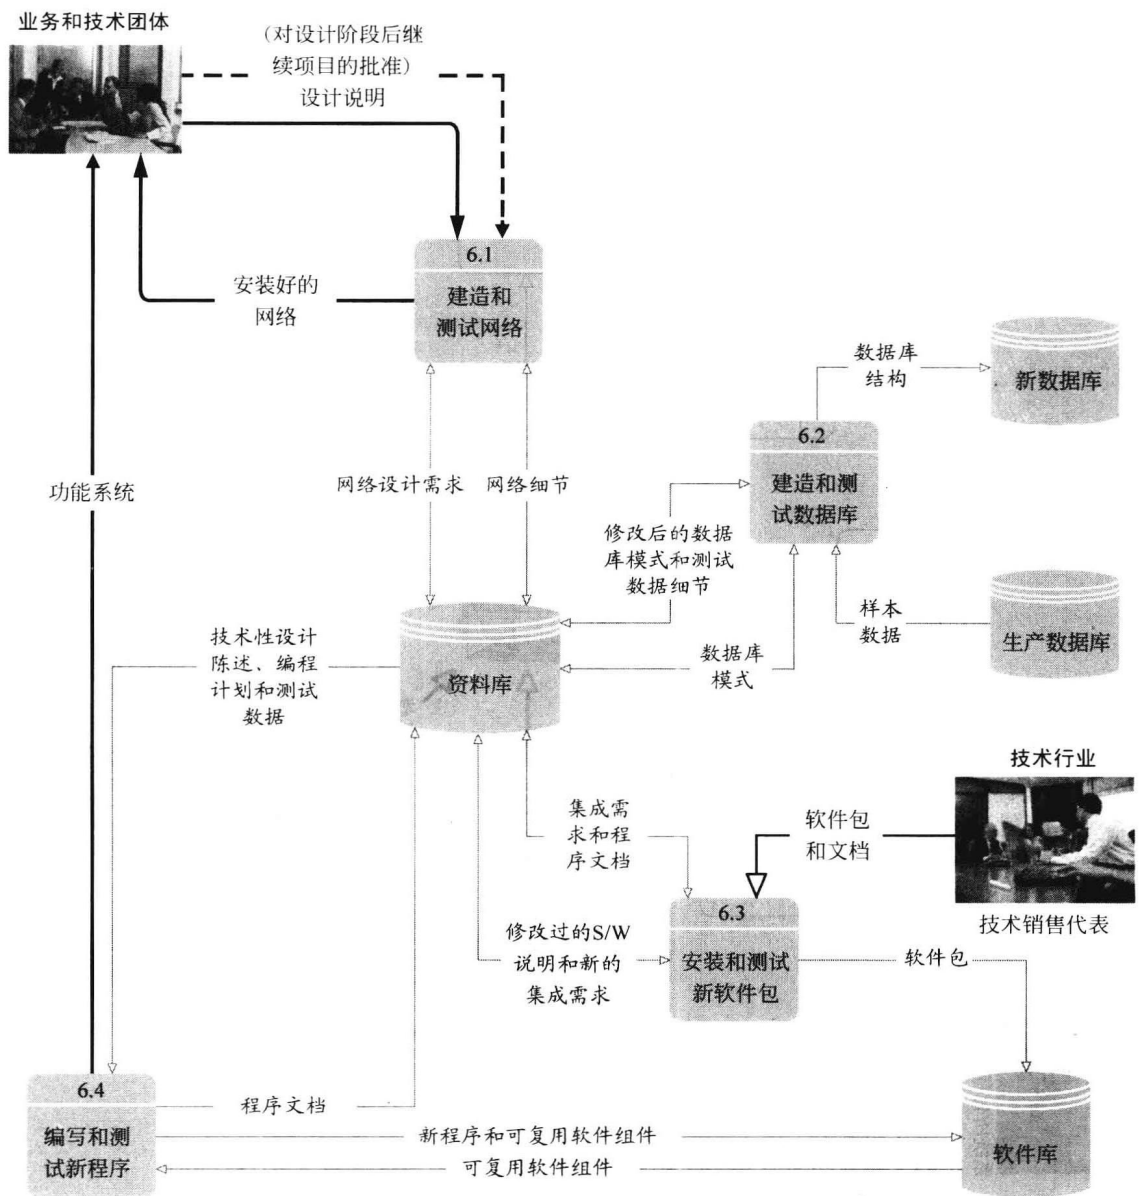 业务和技术团体
(对设计阶段后继
续项目的批准)
设计说明
6.1
建造和
测试网络
安装好的
网络
数据库
结构
新数据库
6.2
建造和测
试数据库
功能系统
网络设计需求
网络细节
修改后的数据
库模式和测试
数据细节
样本
数据
生产数据库
技术性设计
陈述、编程
计划和测试
数据
资料库
数据库
模式
技术行业
集成需
求和程
序文档
软件包
和文档
技术销售代表
6.3
安装和测试
新软件包
修改过的S/W
说明和新的
集成需求
软件包
6.4
编写和测
试新程序
程序文档
新程序和可复用软件组件
可复用软件组件
软件库